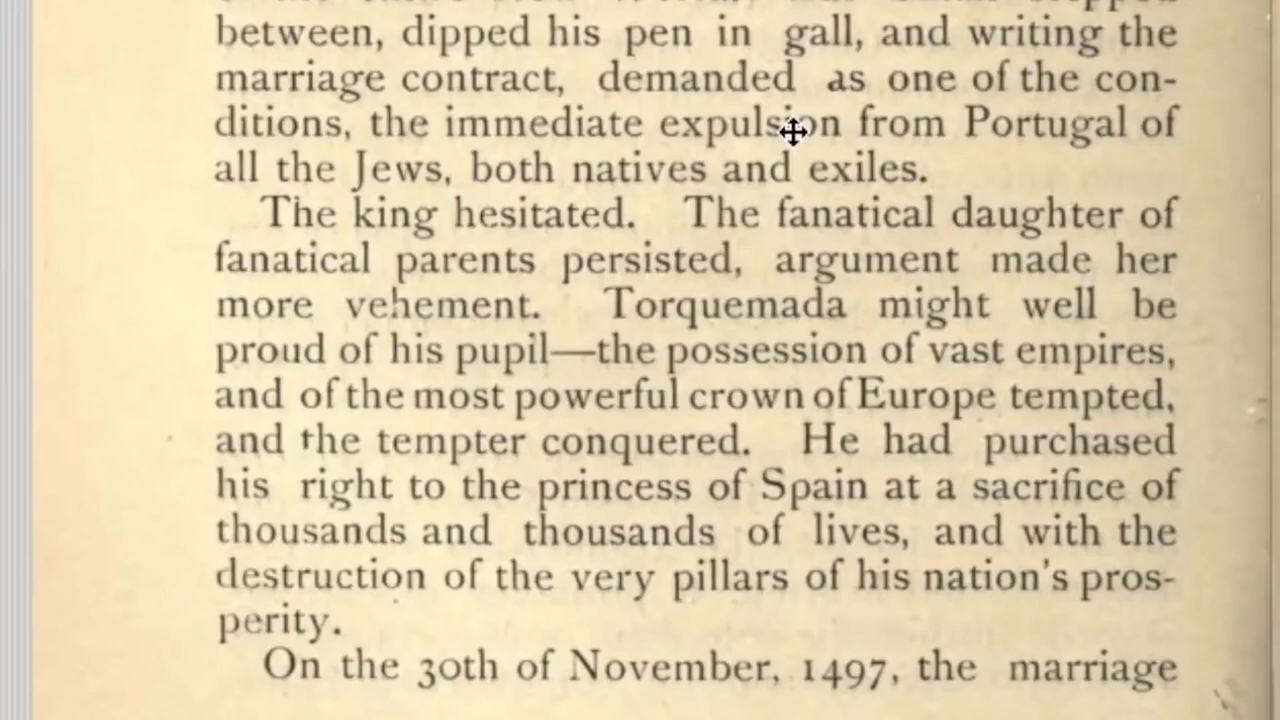 between, dipped his pen in gall, and writing the
marriage contract, demanded as one of the con-
ditions, the immediate expulsion from Portugal of
all the Jews, both natives and exiles.
The king hesitated. The fanatical daughter of
fanatical parents persisted, argument made her
more vehement. Torquemada might well be
proud of his pupil—the possession of vast empires,
and of the most powerful crown of Europe tempted,
and the tempter conquered. He had purchased
his right to the princess of Spain at a sacrifice of
thousands and thousands of lives, and with the
destruction of the very pillars of his nation's pros-
perity.
On the 30th of November, 1497, the marriage